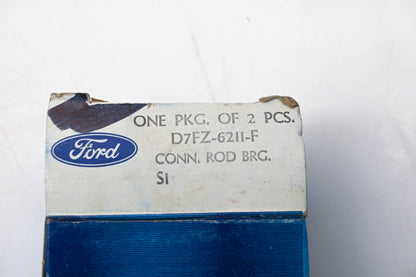 ONE PKG. OF 2 PCS.
D7FZ-6211-F
Ford
CONN. ROD BRG.
S1